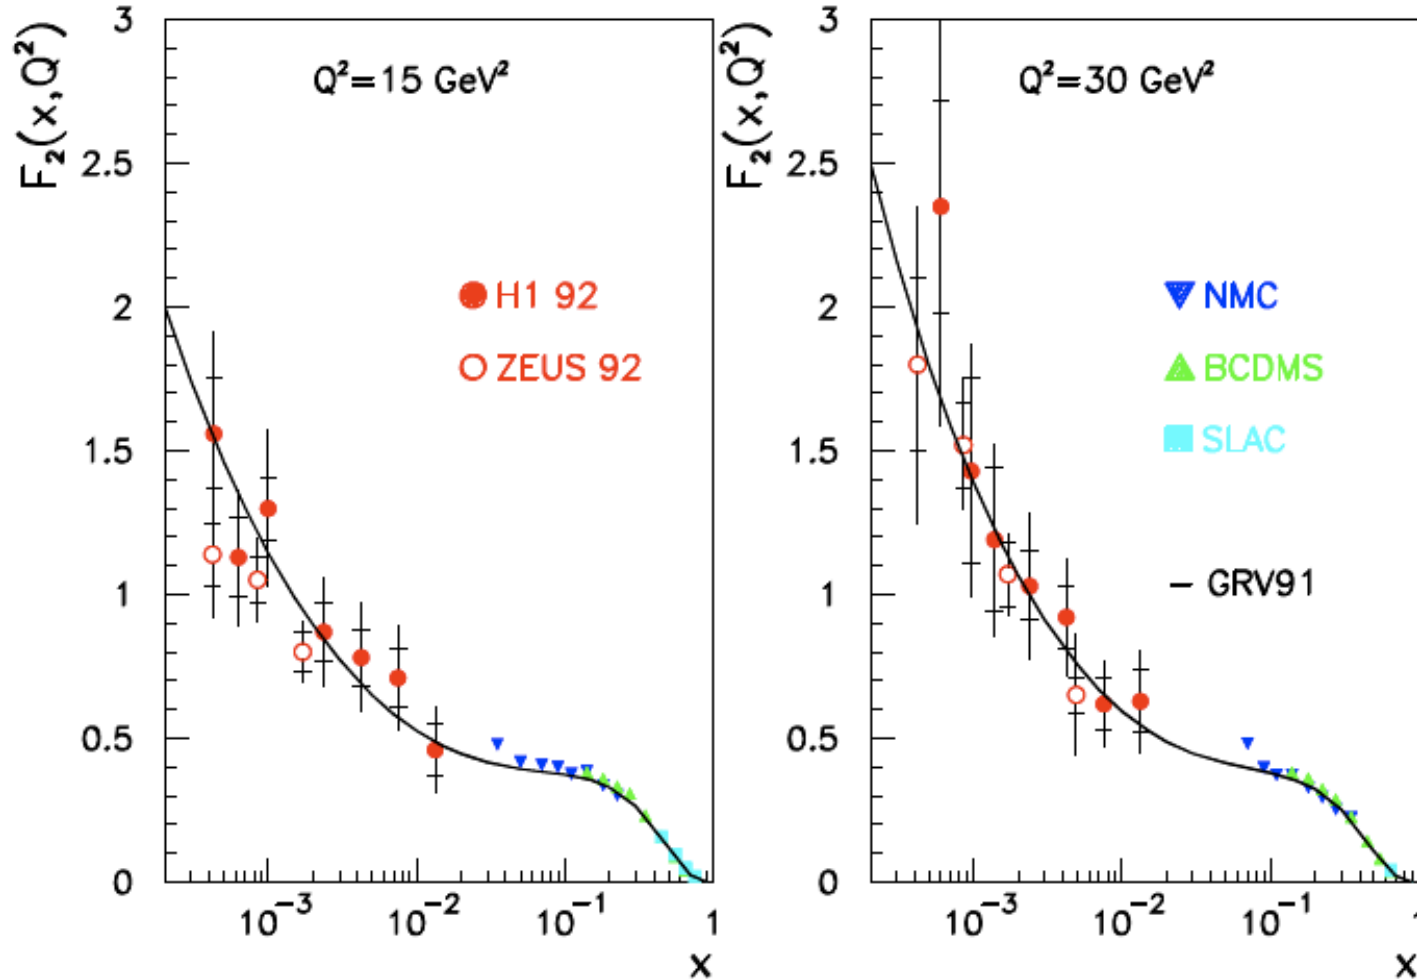 F₂(x,Q²)
3
2.5
2
1.5
1
0.5
0
Q²=15 GeV²
H1 92
ZEUS 92
10⁻³ 10⁻² 10⁻¹ 1
x
F₂(x,Q²)
3
2.5
2
1.5
1
0.5
0
Q²=30 GeV²
NMC
BCDMS
SLAC
GRV91
10⁻³ 10⁻² 10⁻¹ 1
x